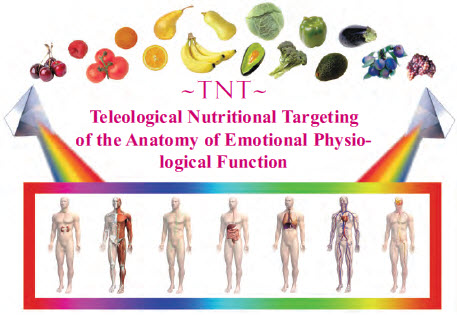 ~TNT~
Teleological Nutritional Targeting
of the Anatomy of Emotional Physio-
logical Function